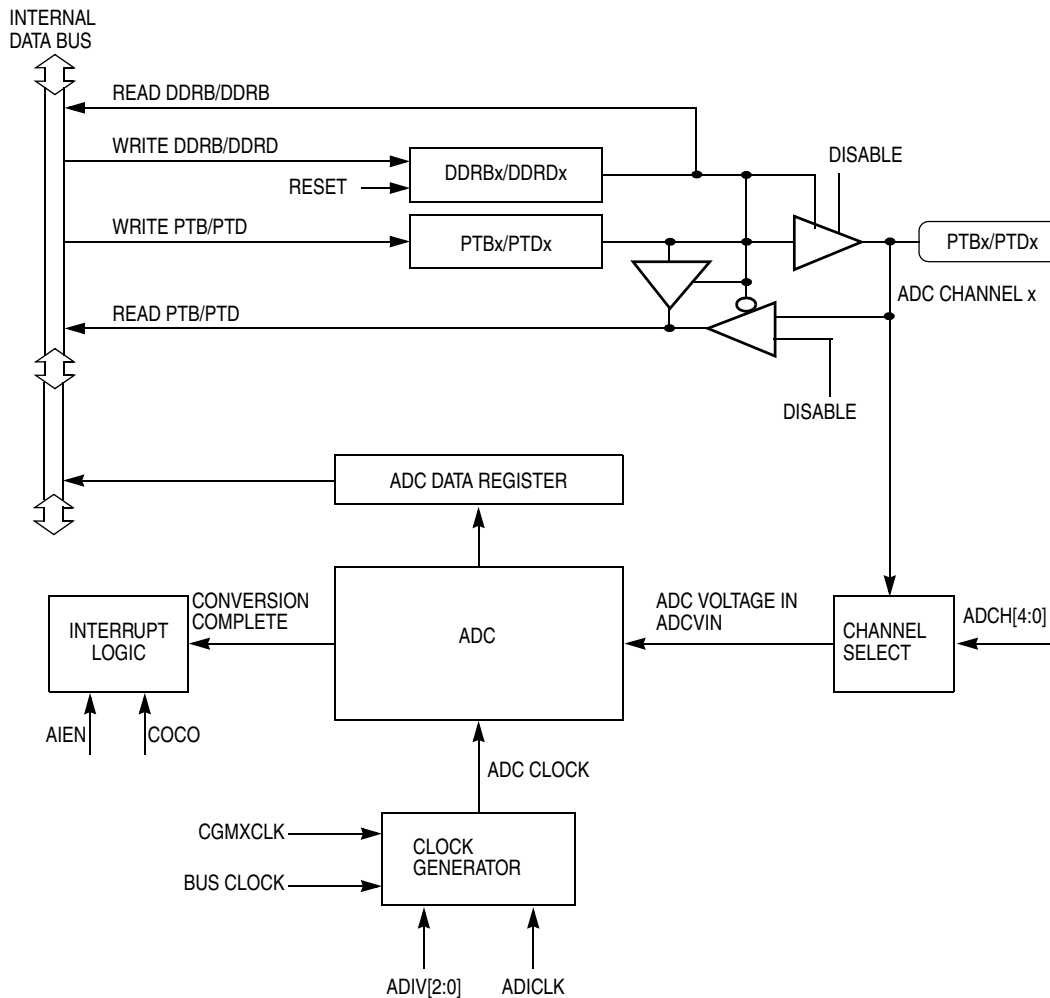 INTERNAL
DATA BUS
READ DDRB/DDRB
WRITE DDRB/DDRD
RESET
DDRBx/DDRDx
DISABLE
WRITE PTB/PTD
PTBx/PTDx
PTBx/PTDx
ADC CHANNEL x
READ PTB/PTD
DISABLE
ADC DATA REGISTER
INTERRUPT
LOGIC
CONVERSION
COMPLETE
ADC
ADC VOLTAGE IN
ADCVIN
CHANNEL
SELECT
ADCH[4:0]
AIEN
COCO
ADC CLOCK
CGMXCLK
BUS CLOCK
CLOCK
GENERATOR
ADIV[2:0]
ADICLK